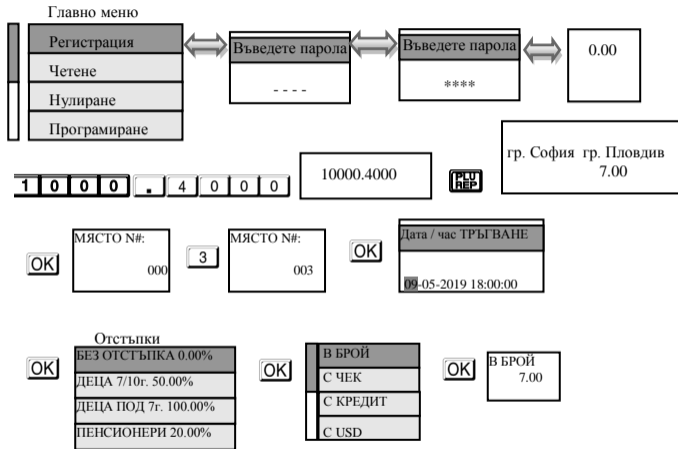 Главно меню
Регистрация
Четене
Нулиране
Програмиране
Въведете парола
- - - -
Въведете парола
****
0.00
1 0 0 0 . 4 0 0 0
10000.4000
PLU REP
гр. София гр. Пловдив
7.00
OK
МЯСТО N#:
000
3
МЯСТО N#:
003
OK
Дата / час ТРЪГВАНЕ
09-05-2019 18:00:00
OK
Отстъпки
БЕЗ ОТСТЪПКА 0.00%
ДЕЦА 7/10г. 50.00%
ДЕЦА ПОД 7г. 100.00%
ПЕНСИОНЕРИ 20.00%
OK
В БРОЙ
С ЧЕК
С КРЕДИТ
С USD
OK
В БРОЙ
7.00